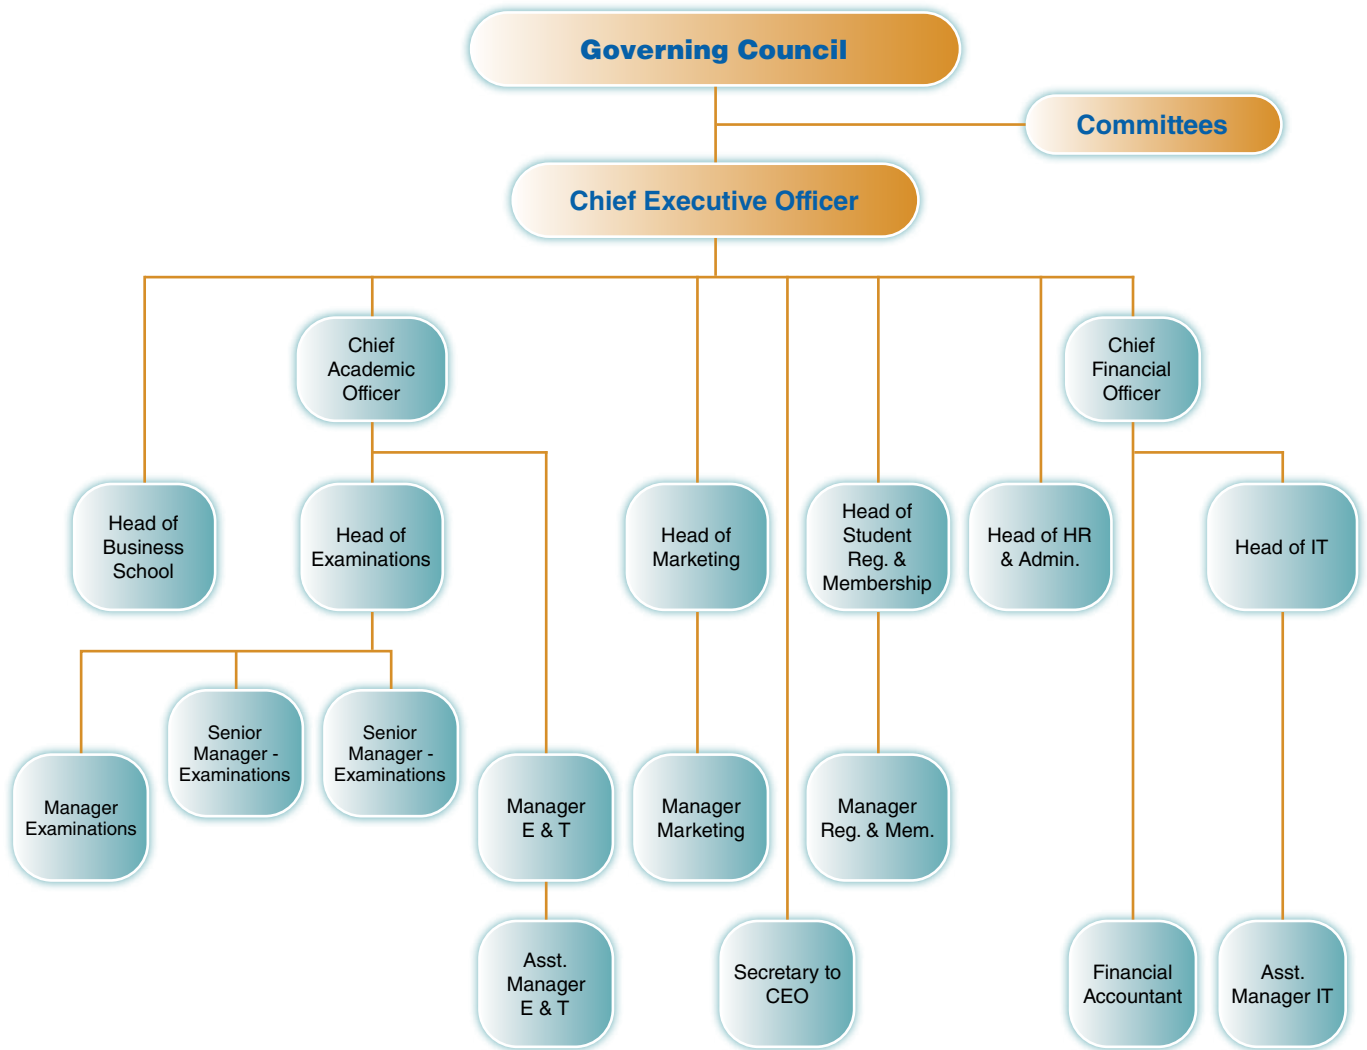 Governing Council
Committees
Chief Executive Officer
Chief
Academic
Officer
Chief
Financial
Officer
Head of
Business
School
Head of
Examinations
Head of
Marketing
Head of
Student
Reg. &
Membership
Head of HR
& Admin.
Head of IT
Manager
Examinations
Senior
Manager -
Examinations
Senior
Manager -
Examinations
Manager
E & T
Manager
Marketing
Manager
Reg. & Mem.
Asst.
Manager
E & T
Secretary to
CEO
Financial
Accountant
Asst.
Manager IT